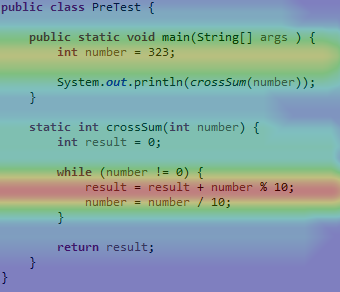 public class PreTest {
public static void main(String[] args ) {
int number = 323;
System.out.println(crossSum(number));
}
static int crossSum(int number) {
int result = 0;
while (number != 0) {
result = result + number % 10;
number = number / 10;
}
return result;
}
}